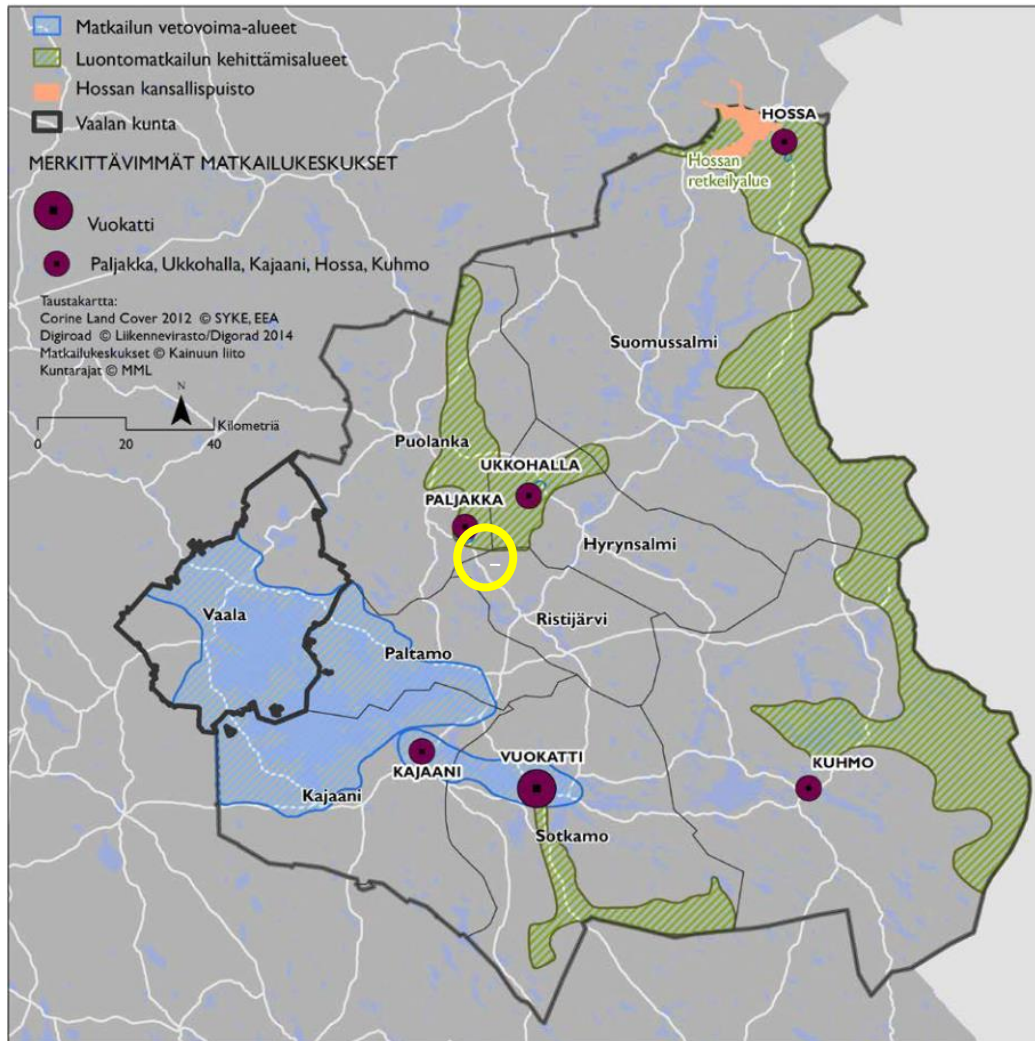 Matkailun vetovoima-alueet
Luontomatkailun kehittämisalueet
Hossan kansallispuisto
Vaalan kunta
MERKITTÄVIMMÄT MATKAILUKESKUKSET
Vuokatti
Paljakka, Ukkohalla, Kajaani, Hossa, Kuhmo
Taustakartta:
Corine Land Cover 2012 © SYKE, EEA
Digiroad © Liikennevirasto/Digorad 2014
Matkailukeskukset © Kainuun liito
Kuntarajat © MML
N
Kilometriä
0 20 40
HOSSA
Hossan
retkeilyalue
Suomussalmi
Puolanka
UKKOHALLA
PALJAKKA
Hyrynsalmi
Vaala
Ristijärvi
Paltamo
VUOKATTI
KAJAANI
KUHMO
Kajaani
Sotkamo